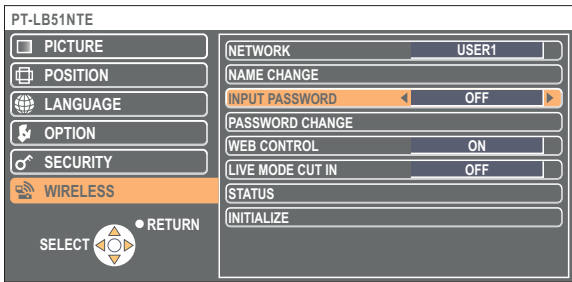 PT-LB51NTE
PICTURE
POSITION
LANGUAGE
OPTION
SECURITY
WIRELESS
RETURN
SELECT
NETWORK USER1
NAME CHANGE
INPUT PASSWORD OFF
PASSWORD CHANGE
WEB CONTROL ON
LIVE MODE CUT IN OFF
STATUS
INITIALIZE